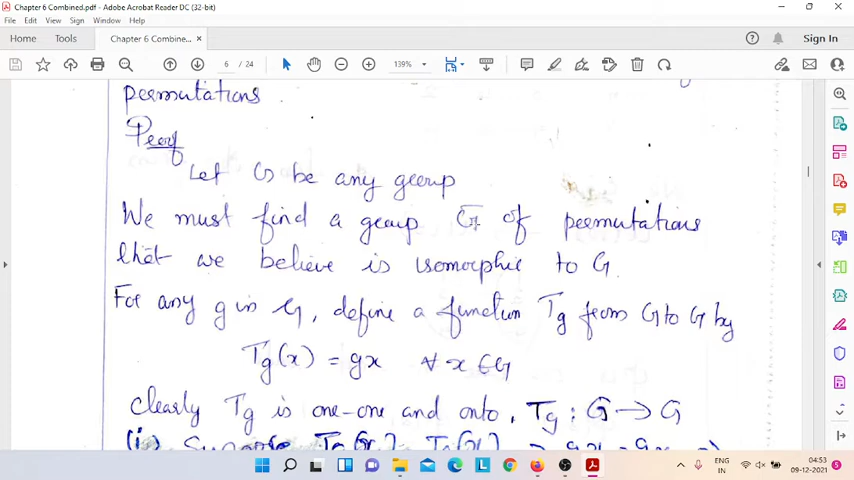 Chapter 6 Combined.pdf - Adobe Acrobat Reader DC (32-bit)
File Edit View Sign Window Help
Home Tools Chapter 6 Combine... × Sign In
6 / 24 139%
permutations
Proof
Let G be any group
We must find a group G̅ of permutations
that we believe is isomorphic to G.
For any g in G, define a function Tg from G to G by
Tg(x) = gx ∀ x ∈ G
clearly Tg is one-one and onto, Tg : G → G
(i) Suppose
ENG
IN
04:53
09-12-2021